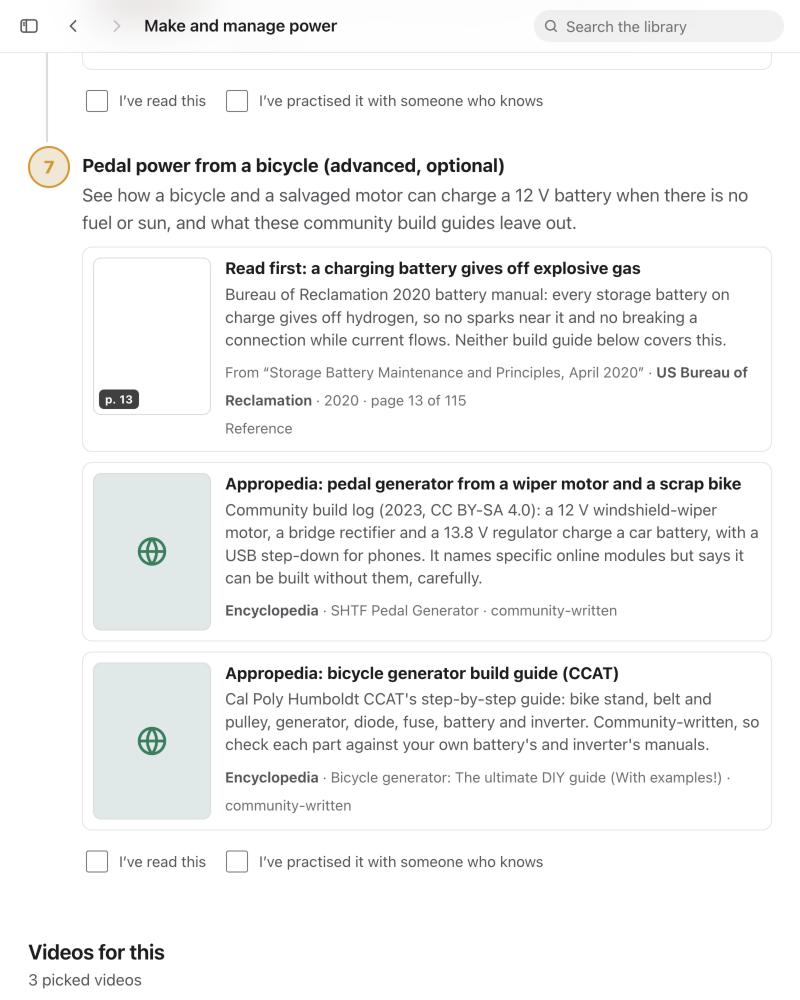 Make and manage power
Search the library
I’ve read this
I’ve practised it with someone who knows
7
Pedal power from a bicycle (advanced, optional)
See how a bicycle and a salvaged motor can charge a 12 V battery when there is no
fuel or sun, and what these community build guides leave out.
p. 13
Read first: a charging battery gives off explosive gas
Bureau of Reclamation 2020 battery manual: every storage battery on
charge gives off hydrogen, so no sparks near it and no breaking a
connection while current flows. Neither build guide below covers this.
From “Storage Battery Maintenance and Principles, April 2020” · US Bureau of
Reclamation · 2020 · page 13 of 115
Reference
Appropedia: pedal generator from a wiper motor and a scrap bike
Community build log (2023, CC BY-SA 4.0): a 12 V windshield-wiper
motor, a bridge rectifier and a 13.8 V regulator charge a car battery, with a
USB step-down for phones. It names specific online modules but says it
can be built without them, carefully.
Encyclopedia · SHTF Pedal Generator · community-written
Appropedia: bicycle generator build guide (CCAT)
Cal Poly Humboldt CCAT's step-by-step guide: bike stand, belt and
pulley, generator, diode, fuse, battery and inverter. Community-written, so
check each part against your own battery's and inverter's manuals.
Encyclopedia · Bicycle generator: The ultimate DIY guide (With examples!) ·
community-written
I’ve read this
I’ve practised it with someone who knows
Videos for this
3 picked videos